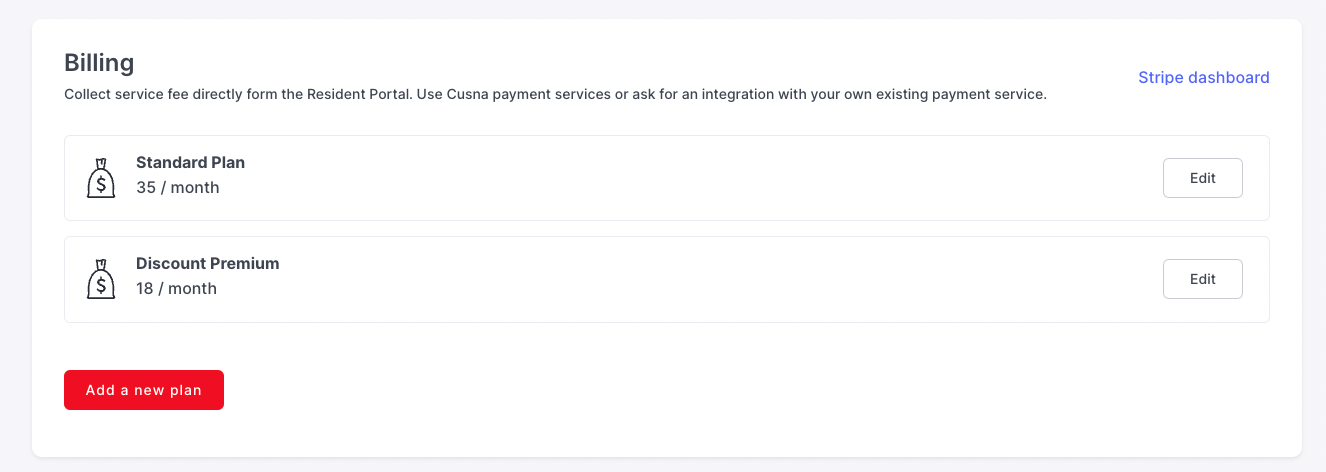 Billing
Stripe dashboard
Collect service fee directly form the Resident Portal. Use Cusna payment services or ask for an integration with your own existing payment service.
$
Standard Plan
35 / month
Edit
$
Discount Premium
18 / month
Edit
Add a new plan